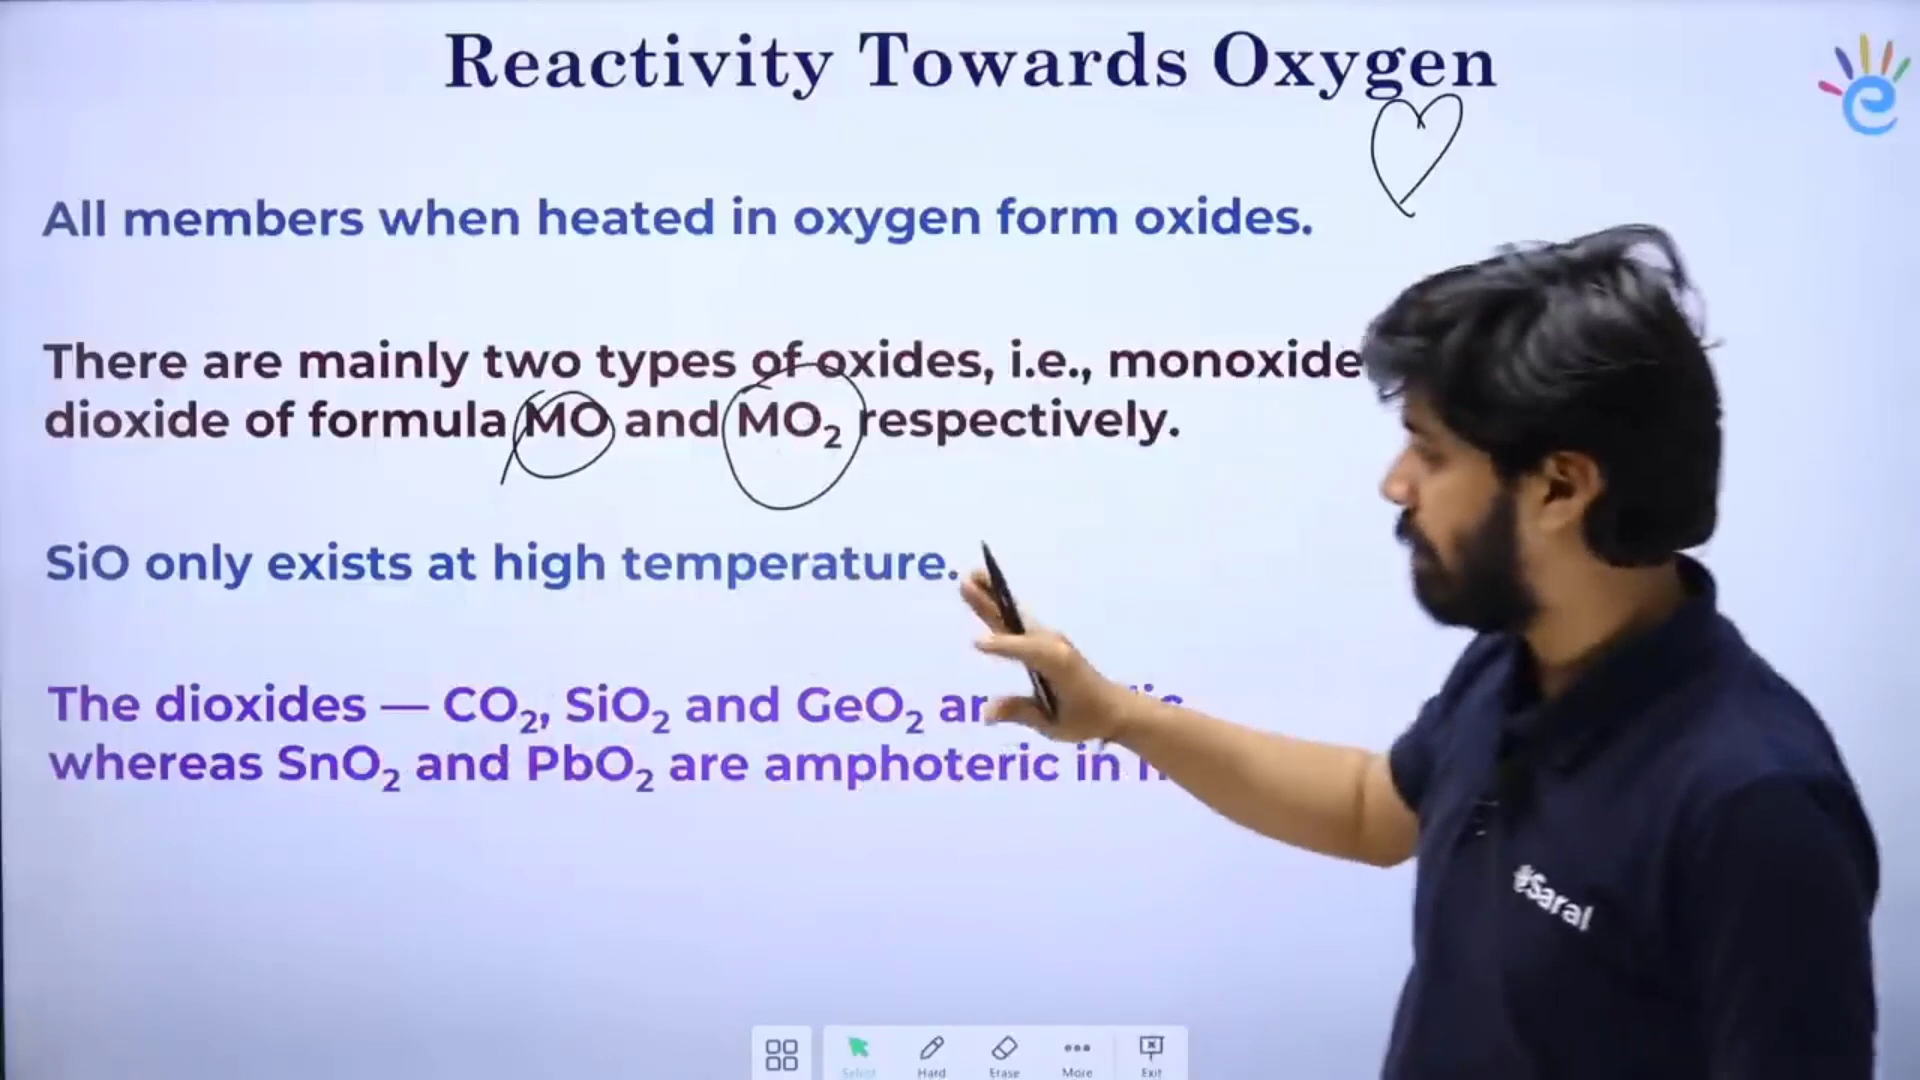 Reactivity Towards Oxygen
All members when heated in oxygen form oxides.
There are mainly two types of oxides, i.e., monoxide
dioxide of formula MO and MO₂ respectively.
SiO only exists at high temperature.
The dioxides — CO₂, SiO₂ and GeO₂
whereas SnO₂ and PbO₂ are amphoteric in
eSaral
Select Hard Erase More Exit